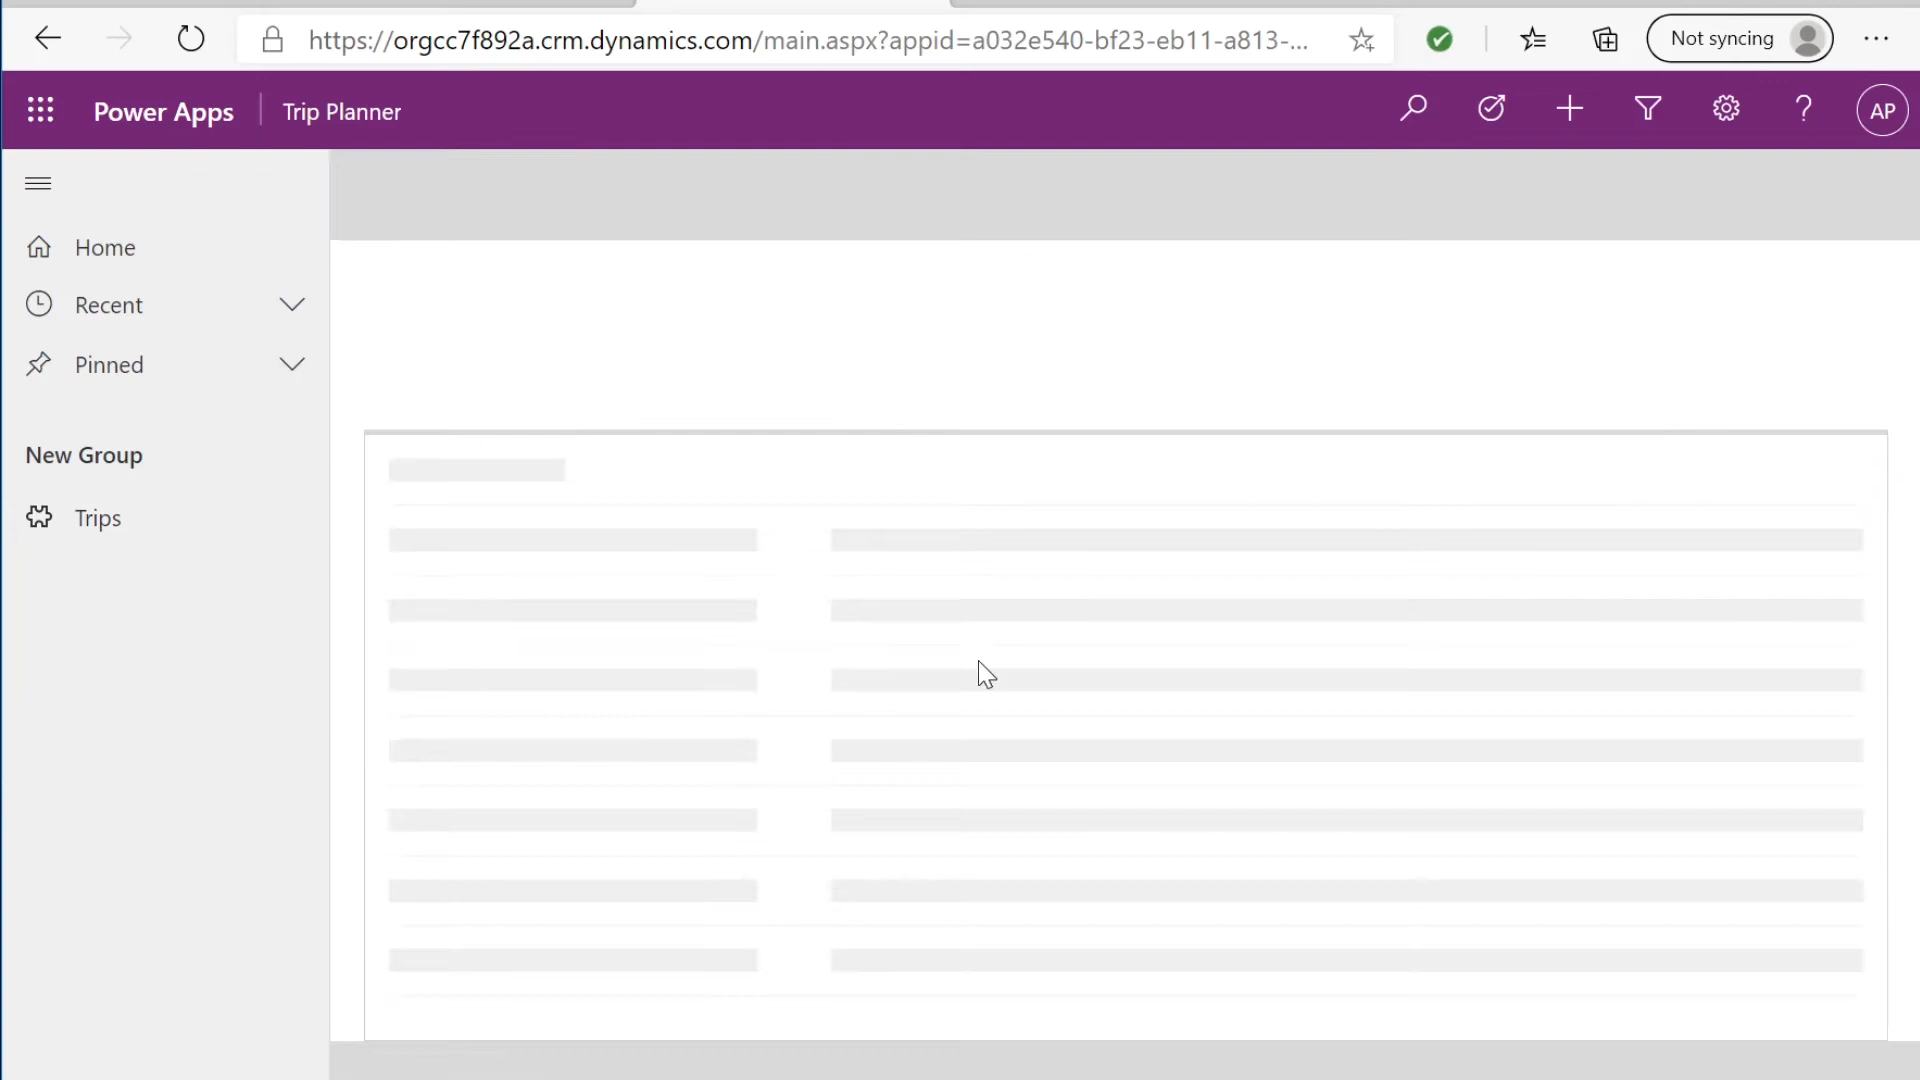 https://orgcc7f892a.crm.dynamics.com/main.aspx?appid=a032e540-bf23-eb11-a813-...
Not syncing
Power Apps
Trip Planner
AP
Home
Recent
Pinned
New Group
Trips